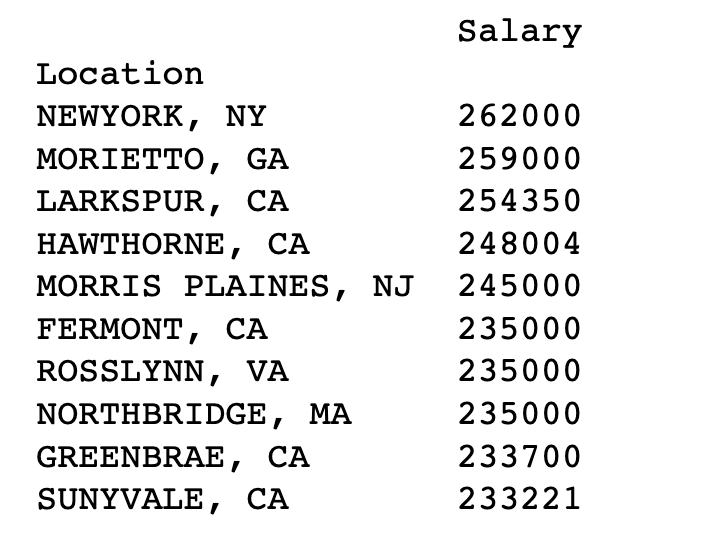 Salary
Location
NEWYORK, NY 262000
MORIETTO, GA 259000
LARKSPUR, CA 254350
HAWTHORNE, CA 248004
MORRIS PLAINES, NJ 245000
FERMONT, CA 235000
ROSSLYNN, VA 235000
NORTHBRIDGE, MA 235000
GREENBRAE, CA 233700
SUNYVALE, CA 233221